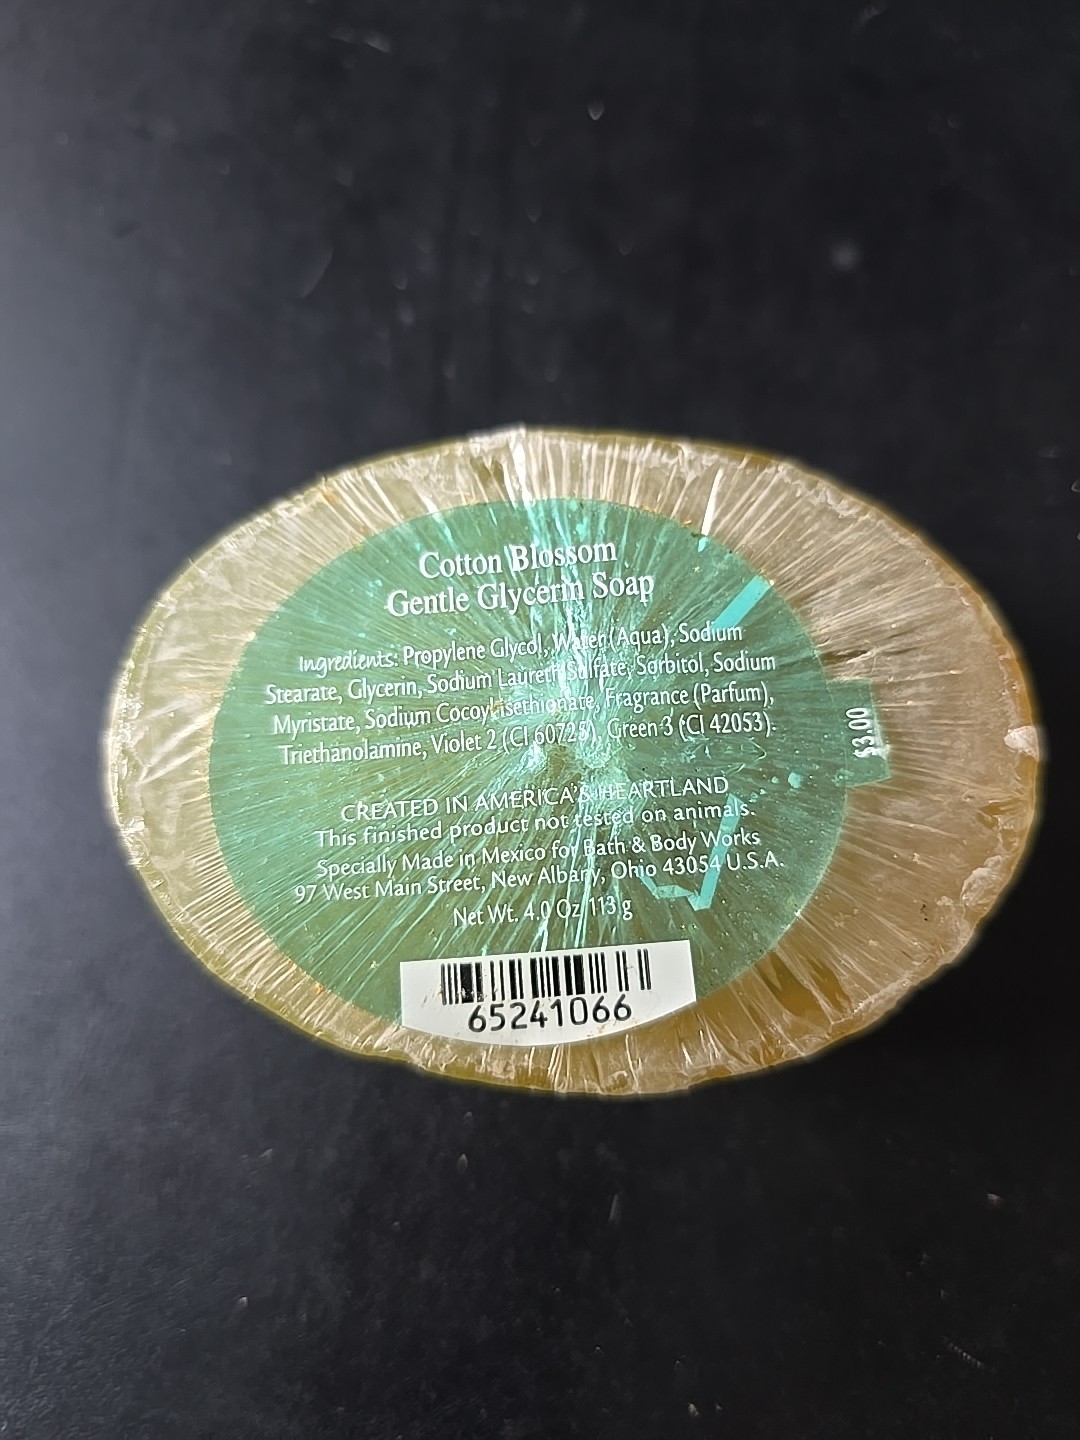 Cotton Blossom
Gentle Glycerin Soap
Ingredients: Propylene Glycol, Water (Aqua), Sodium
Stearate, Glycerin, Sodium Laureth Sulfate, Sorbitol, Sodium
Myristate, Sodium Cocoyl Isethionate, Fragrance (Parfum),
Triethanolamine, Violet 2 (CI 60725), Green 3 (CI 42053).
$3.00
CREATED IN AMERICA'S HEARTLAND
This finished product not tested on animals.
Specially Made in Mexico for Bath & Body Works
97 West Main Street, New Albany, Ohio 43054 U.S.A.
Net Wt. 4.0 Oz 113 g
65241066